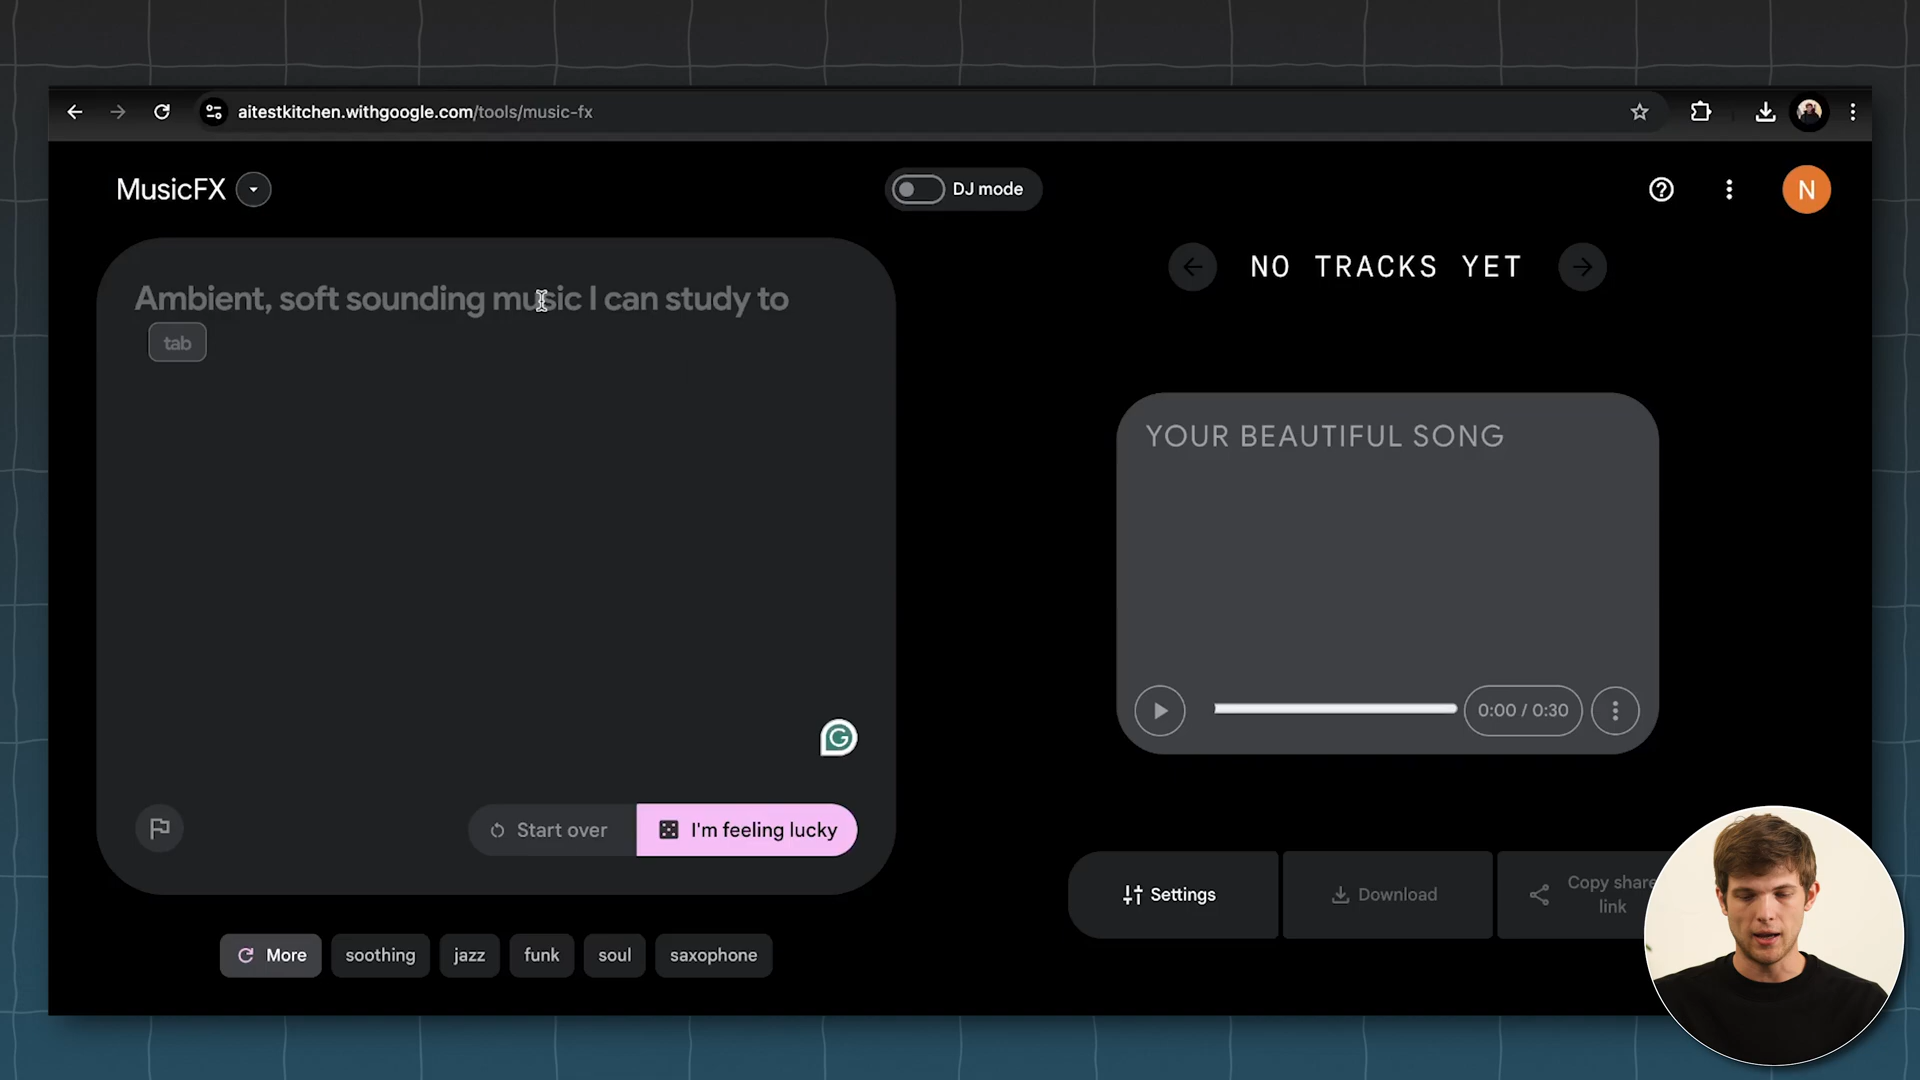 aitestkitchen.withgoogle.com/tools/music-fx
MusicFX
DJ mode
N
Ambient, soft sounding music I can study to
tab
NO TRACKS YET
YOUR BEAUTIFUL SONG
0:00 / 0:30
G
Start over
I'm feeling lucky
Settings
Download
Copy share
link
More
soothing
jazz
funk
soul
saxophone